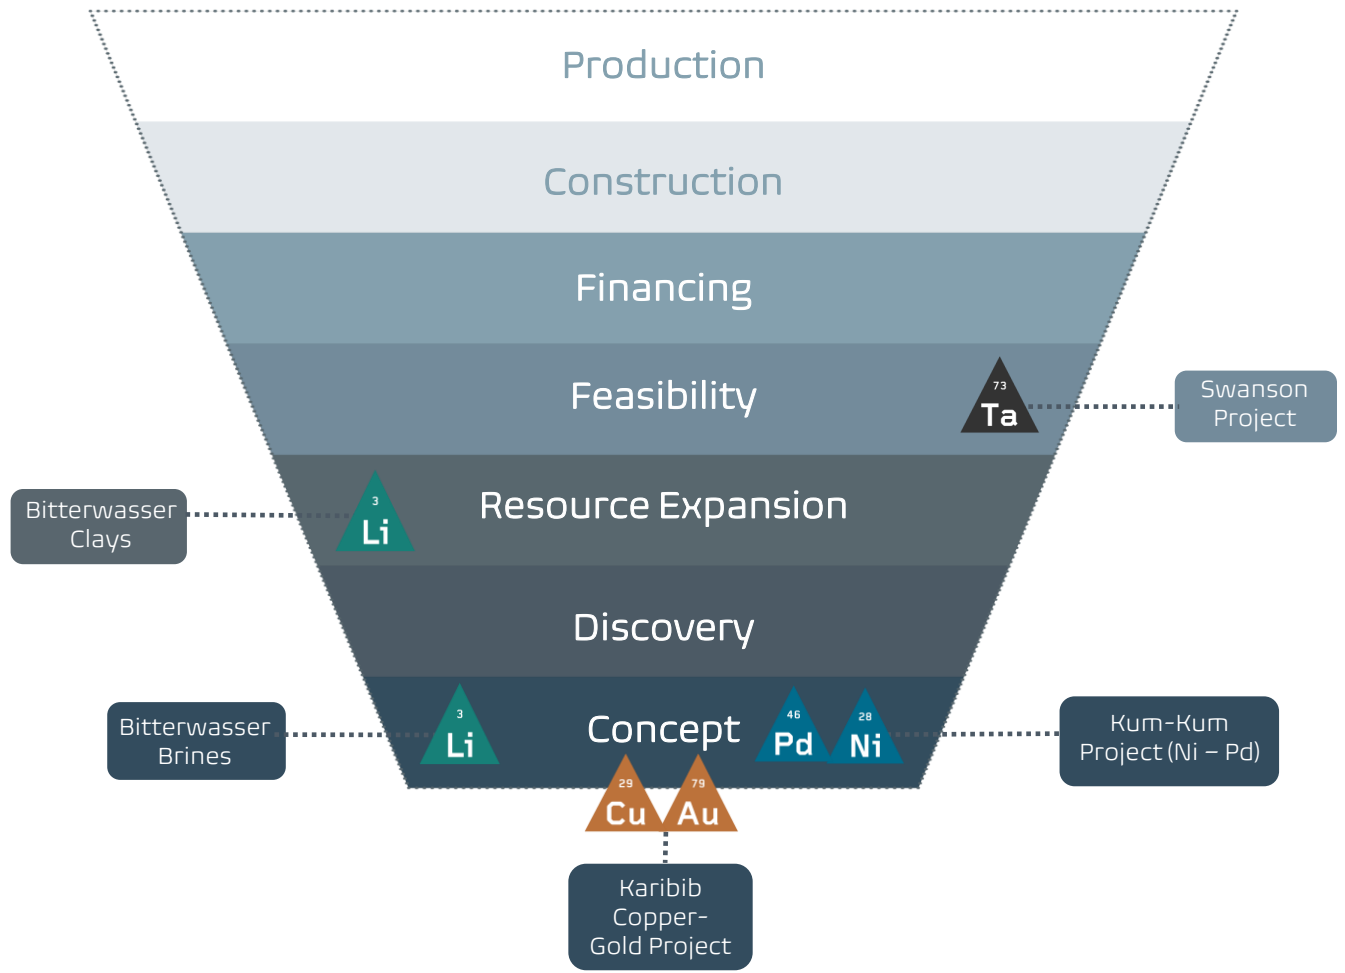 Production
Construction
Financing
Feasibility
73
Ta
Swanson
Project
Bitterwasser
Clays
3
Li
Resource Expansion
Discovery
Bitterwasser
Brines
3
Li
Concept
46
Pd
28
Ni
Kum-Kum
Project (Ni – Pd)
29
Cu
79
Au
Karibib
Copper-
Gold Project